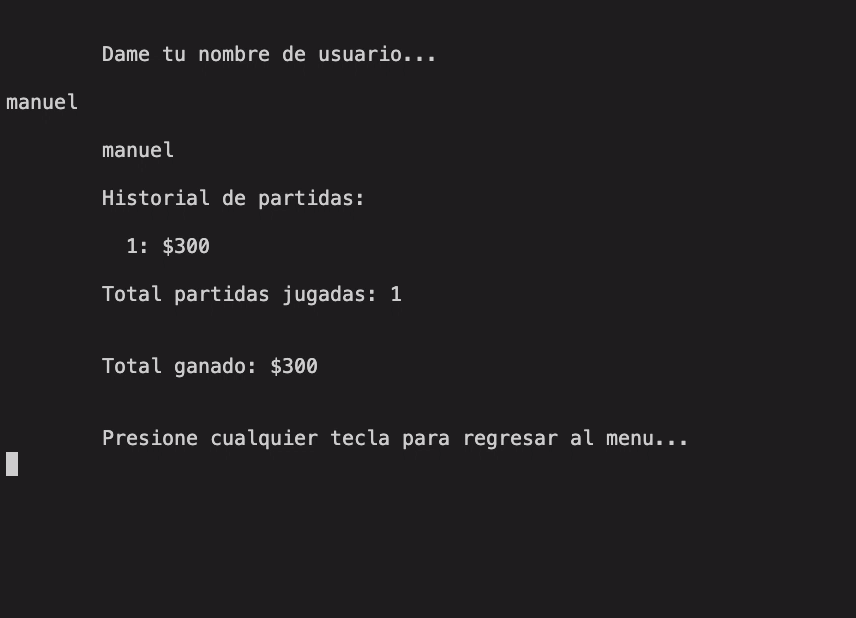 Dame tu nombre de usuario...
manuel
manuel
Historial de partidas:
1: $300
Total partidas jugadas: 1
Total ganado: $300
Presione cualquier tecla para regresar al menu...